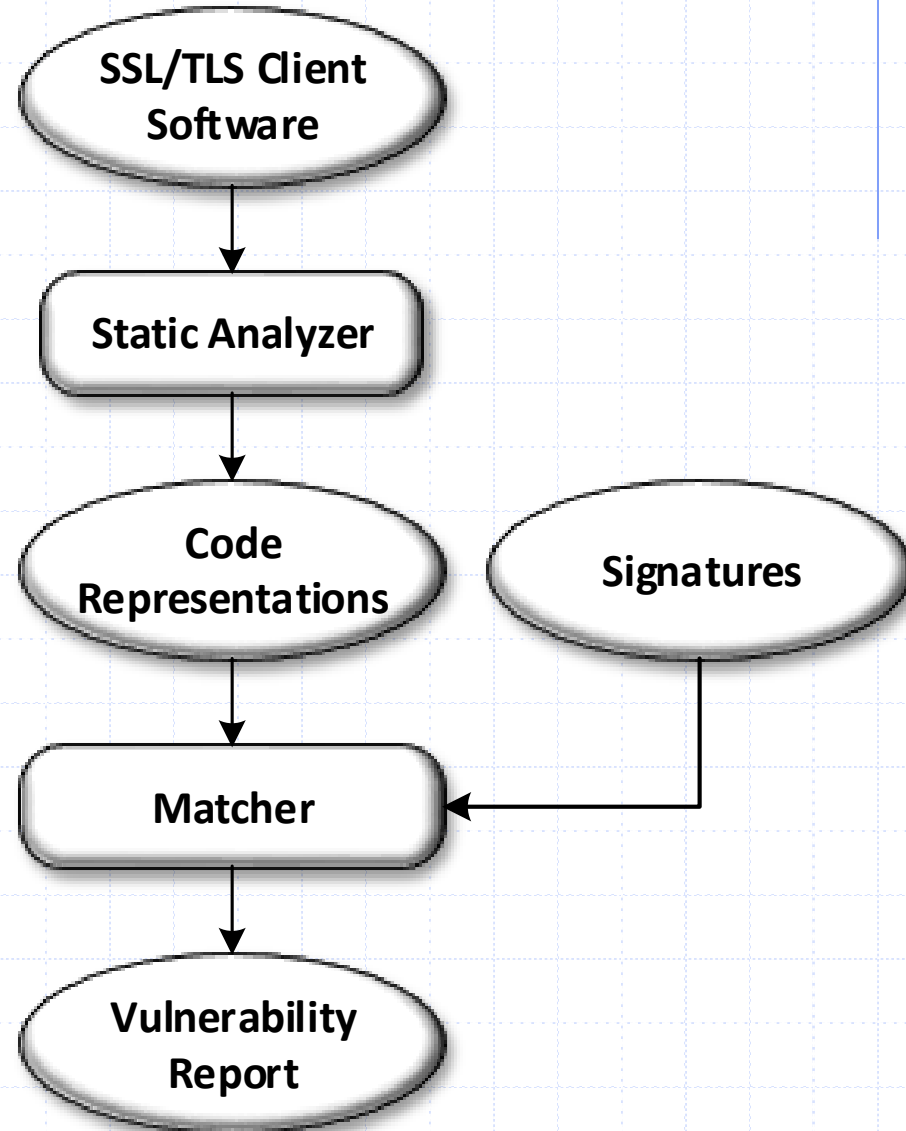 SSL/TLS Client
Software
Static Analyzer
Code
Representations
Signatures
Matcher
Vulnerability
Report